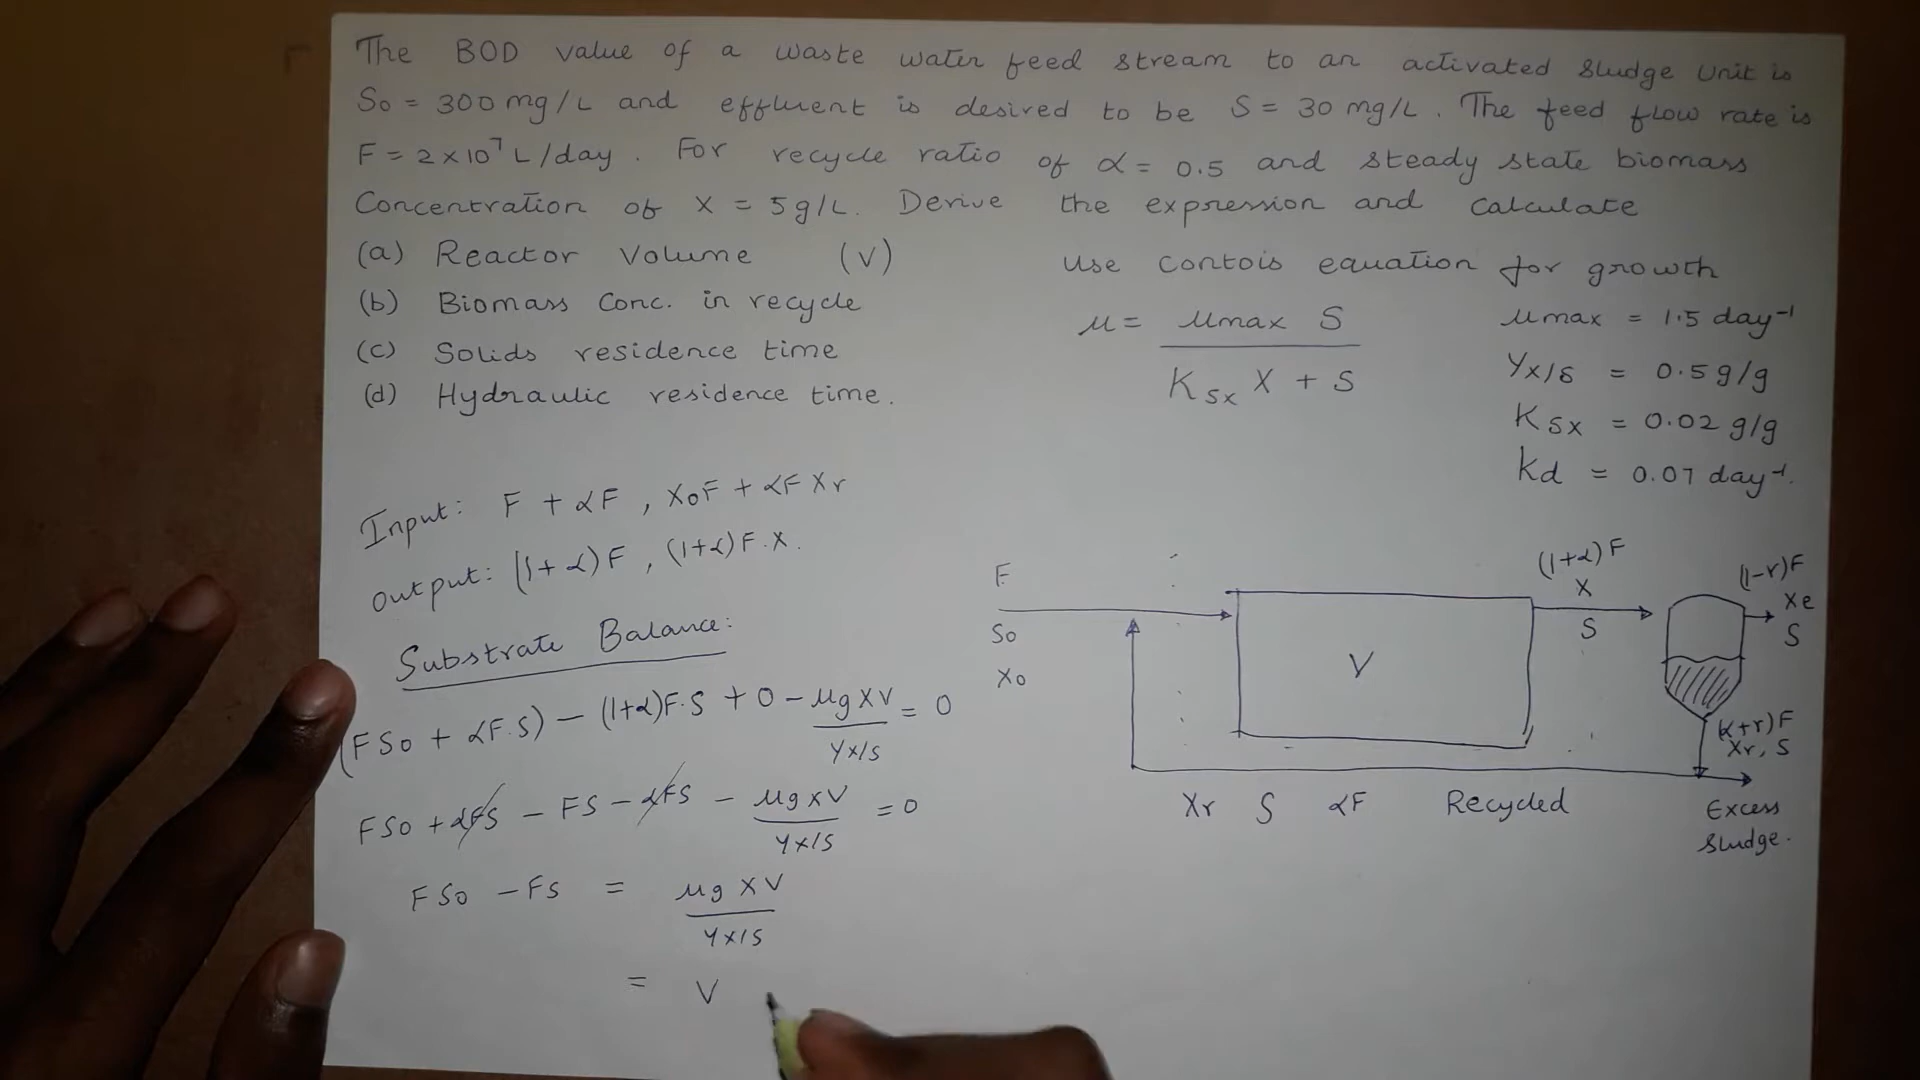 The BOD value of a waste water feed stream to an activated sludge Unit is
So = 300 mg/L and effluent is desired to be S = 30 mg/L. The feed flow rate is
F = 2 x 10⁷ L/day. For recycle ratio of α = 0.5 and steady state biomass
Concentration of X = 5g/L. Derive the expression and calculate
(a) Reactor Volume (V)
(b) Biomass Conc. in recycle
(c) Solids residence time
(d) Hydraulic residence time.
Use contois equation for growth
μ = μmax S / Ksx X + S
μmax = 1.5 day⁻¹
Yx/s = 0.5 g/g
Ksx = 0.02 g/g
kd = 0.07 day⁻¹.
Input: F + αF , XoF + αF Xr
output: (1+α)F , (1+α)F.X.
Substrate Balance:
(FSo + αF.S) – (1+α)F.S + 0 – μg XV / Yx/s = 0
FSo + αFS – FS – αFS – μg XV / Yx/s = 0
FSo – FS = μg XV / Yx/s
= V
F
So
Xo
V
(1+α)F
X
S
(1-r)F
Xe
S
(α+r)F
Xr, S
Xr S αF Recycled
Excess
Sludge.